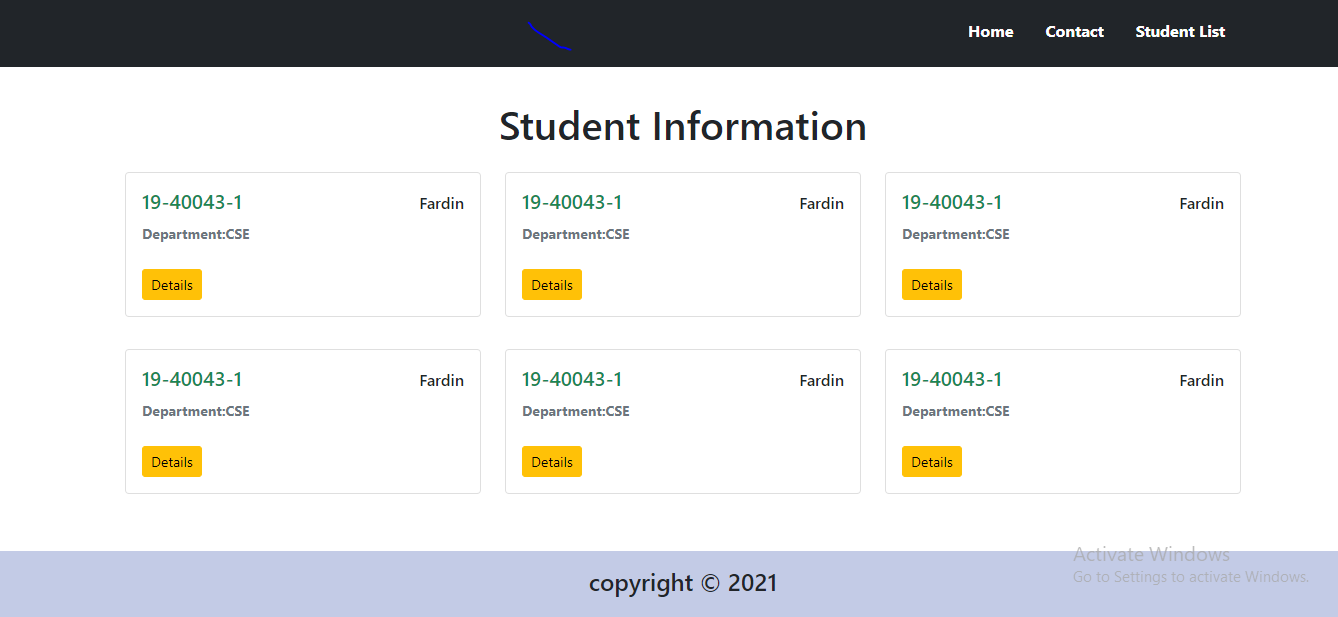 Home Contact Student List
Student Information
19-40043-1 Fardin
Department:CSE
Details
19-40043-1 Fardin
Department:CSE
Details
19-40043-1 Fardin
Department:CSE
Details
19-40043-1 Fardin
Department:CSE
Details
19-40043-1 Fardin
Department:CSE
Details
19-40043-1 Fardin
Department:CSE
Details
Activate Windows
Go to Settings to activate Windows.
copyright © 2021